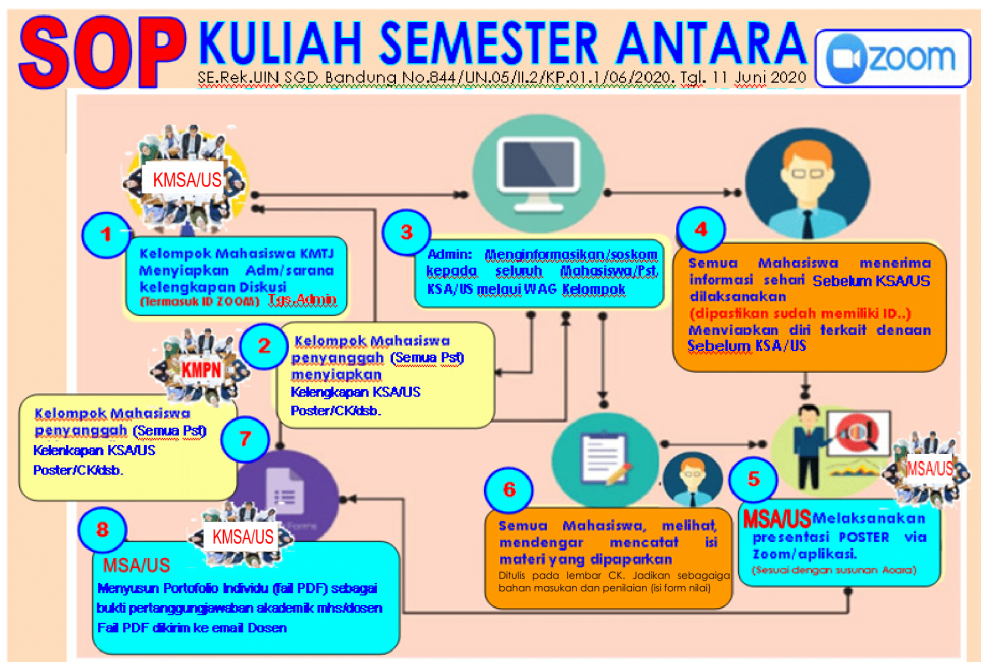 SOP KULIAH SEMESTER ANTARA
zoom
SE.Rek.UIN SGD Bandung No.844/UN.05/II.2/KP.01.1/06/2020. Tgl. 11 Juni 2020
KMSA/US
1
Kelompok Mahasiswa KMTJ
Menyiapkan Adm/sarana
kelengkapan Diskusi
(Termasuk ID ZOOM) Tgs.Admin
2
Kelompok Mahasiswa
penyanggah (Semua Pst)
menyiapkan
Kelengkapan KSA/US
Poster/CK/dsb.
3
Admin: Menginformasikan/soskom
kepada seluruh Mahasiswa/Pst,
KSA/US melaui WAG Kelompok
4
Semua Mahasiswa menerima
informasi sehari Sebelum KSA/US
dilaksanakan
(dipastikan sudah memiliki ID..)
Menyiapkan diri terkait dengan
Sebelum KSA/US
KMPN
7
Kelompok Mahasiswa
penyanggah (Semua Pst)
Kelenkapan KSA/US
Poster/CK/dsb.
MSA/US
5
MSA/US Melaksanakan
presentasi POSTER via
Zoom/aplikasi.
(Sesuai dengan susunan Acara)
6
Semua Mahasiswa, melihat,
mendengar mencatat isi
materi yang dipaparkan
Ditulis pada lembar CK. Jadikan sebagaiga
bahan masukan dan penilaian (isi form nilai)
Forms
KMSA/US
8
MSA/US
Menyusun Portofolio Individu (fail PDF) sebagai
bukti pertanggungjawaban akademik mhs/dosen
Fail PDF dikirim ke email Dosen